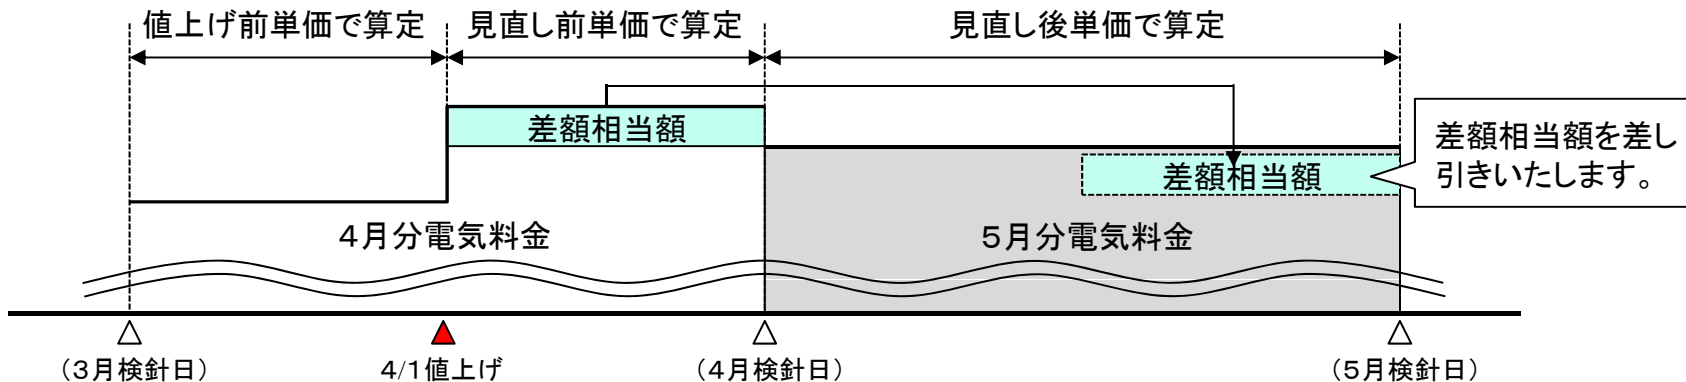 値上げ前単価で算定
見直し前単価で算定
見直し後単価で算定
差額相当額
差額相当額
差額相当額を差し
引きいたします。
4月分電気料金
5月分電気料金
(3月検針日)
4/1値上げ
(4月検針日)
(5月検針日)